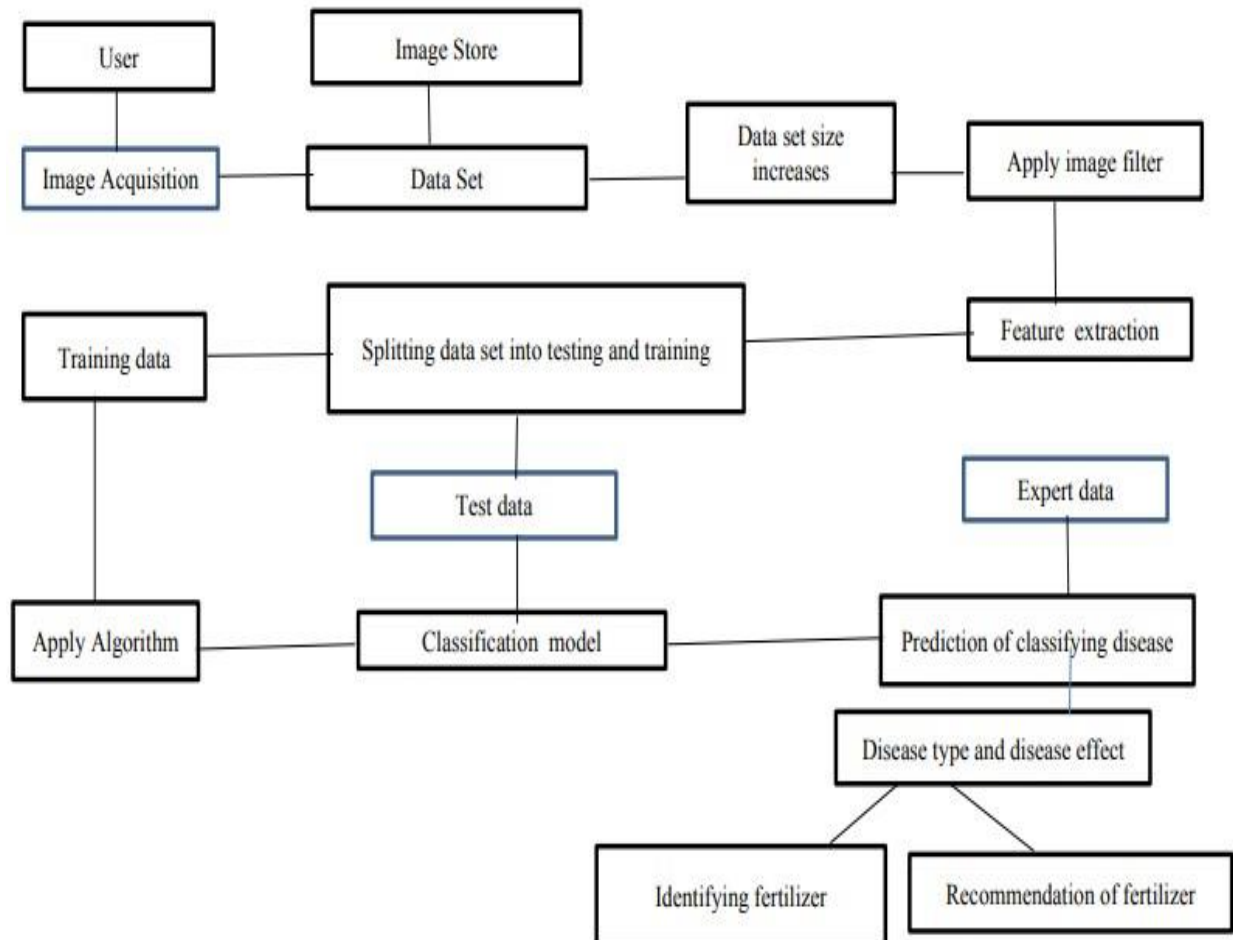 User
Image Store
Image Acquisition
Data Set
Data set size
increases
Apply image filter
Training data
Splitting data set into testing and training
Feature extraction
Test data
Expert data
Apply Algorithm
Classification model
Prediction of classifying disease
Disease type and disease effect
Identifying fertilizer
Recommendation of fertilizer